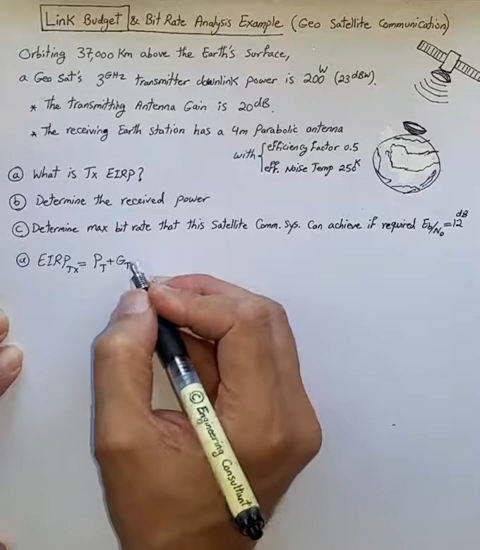 Link Budget & Bit Rate Analysis Example (Geo Satellite Communication)
Orbiting 37,000 Km above the Earth's Surface,
a Geo Sat's 3GHz transmitter downlink power is 200W (23dBW).
* The transmitting Antenna Gain is 20dB.
* The receiving Earth station has a 4m Parabolic antenna
with { efficiency Factor 0.5
eff. Noise Temp 250K
a What is Tx EIRP?
b Determine the received power
c Determine max bit rate that this Satellite Comm. Sys. Can achieve if required Eb/No = 12 dB
a EIRPTx = PT + GT
© Engineering Consultant